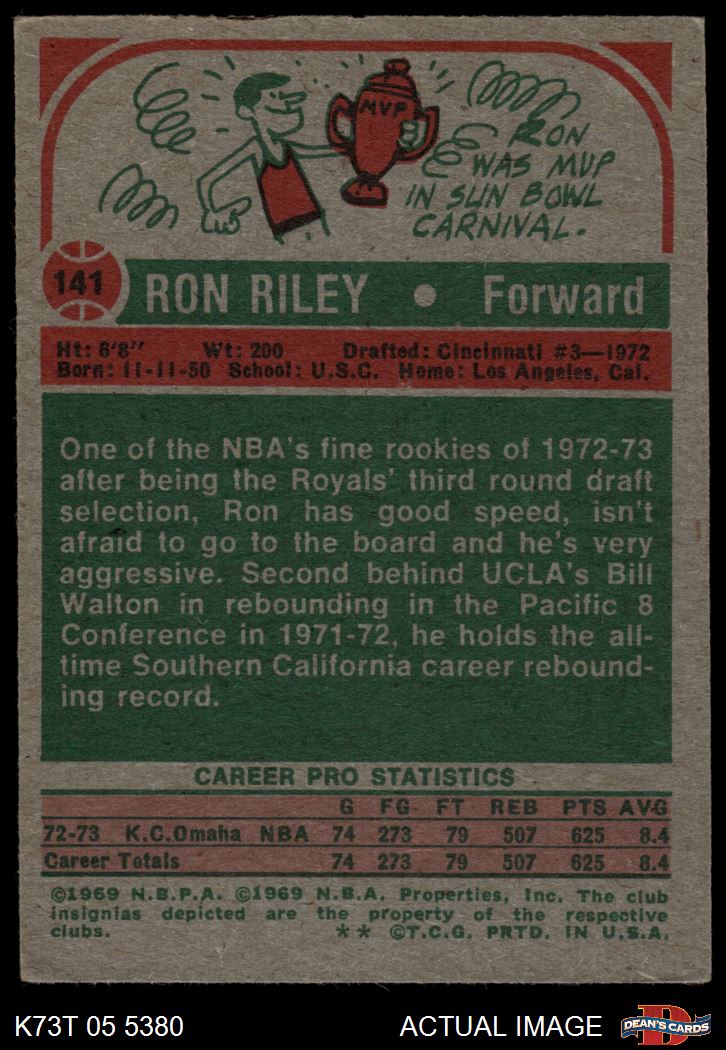 MVP
RON
WAS MVP
IN SUN BOWL
CARNIVAL.
141
RON RILEY • Forward
Ht: 6'8" Wt: 200 Drafted: Cincinnati #3—1972
Born: 11-11-50 School: U.S.C. Home: Los Angeles, Cal.
One of the NBA's fine rookies of 1972-73
after being the Royals' third round draft
selection, Ron has good speed, isn't
afraid to go to the board and he's very
aggressive. Second behind UCLA's Bill
Walton in rebounding in the Pacific 8
Conference in 1971-72, he holds the all-
time Southern California career rebound-
ing record.
CAREER PRO STATISTICS
G FG FT REB PTS AVG
72-73 K.C.Omaha NBA 74 273 79 507 625 8.4
Career Totals 74 273 79 507 625 8.4
©1969 N.B.P.A. ©1969 N.B.A. Properties, Inc. The club
insignias depicted are the property of the respective
clubs. ** ©T.C.G. PRTD. IN U.S.A.
K73T 05 5380 ACTUAL IMAGE
D
DEAN'S CARDS